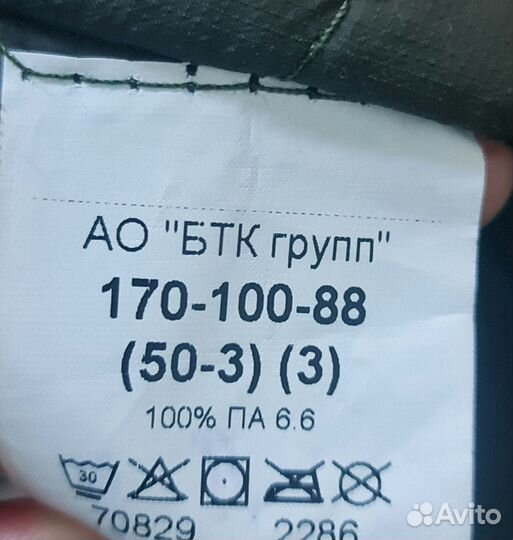 АО "БТК групп"
170-100-88
(50-3) (3)
100% ПА 6.6
30
70829 2286
Avito